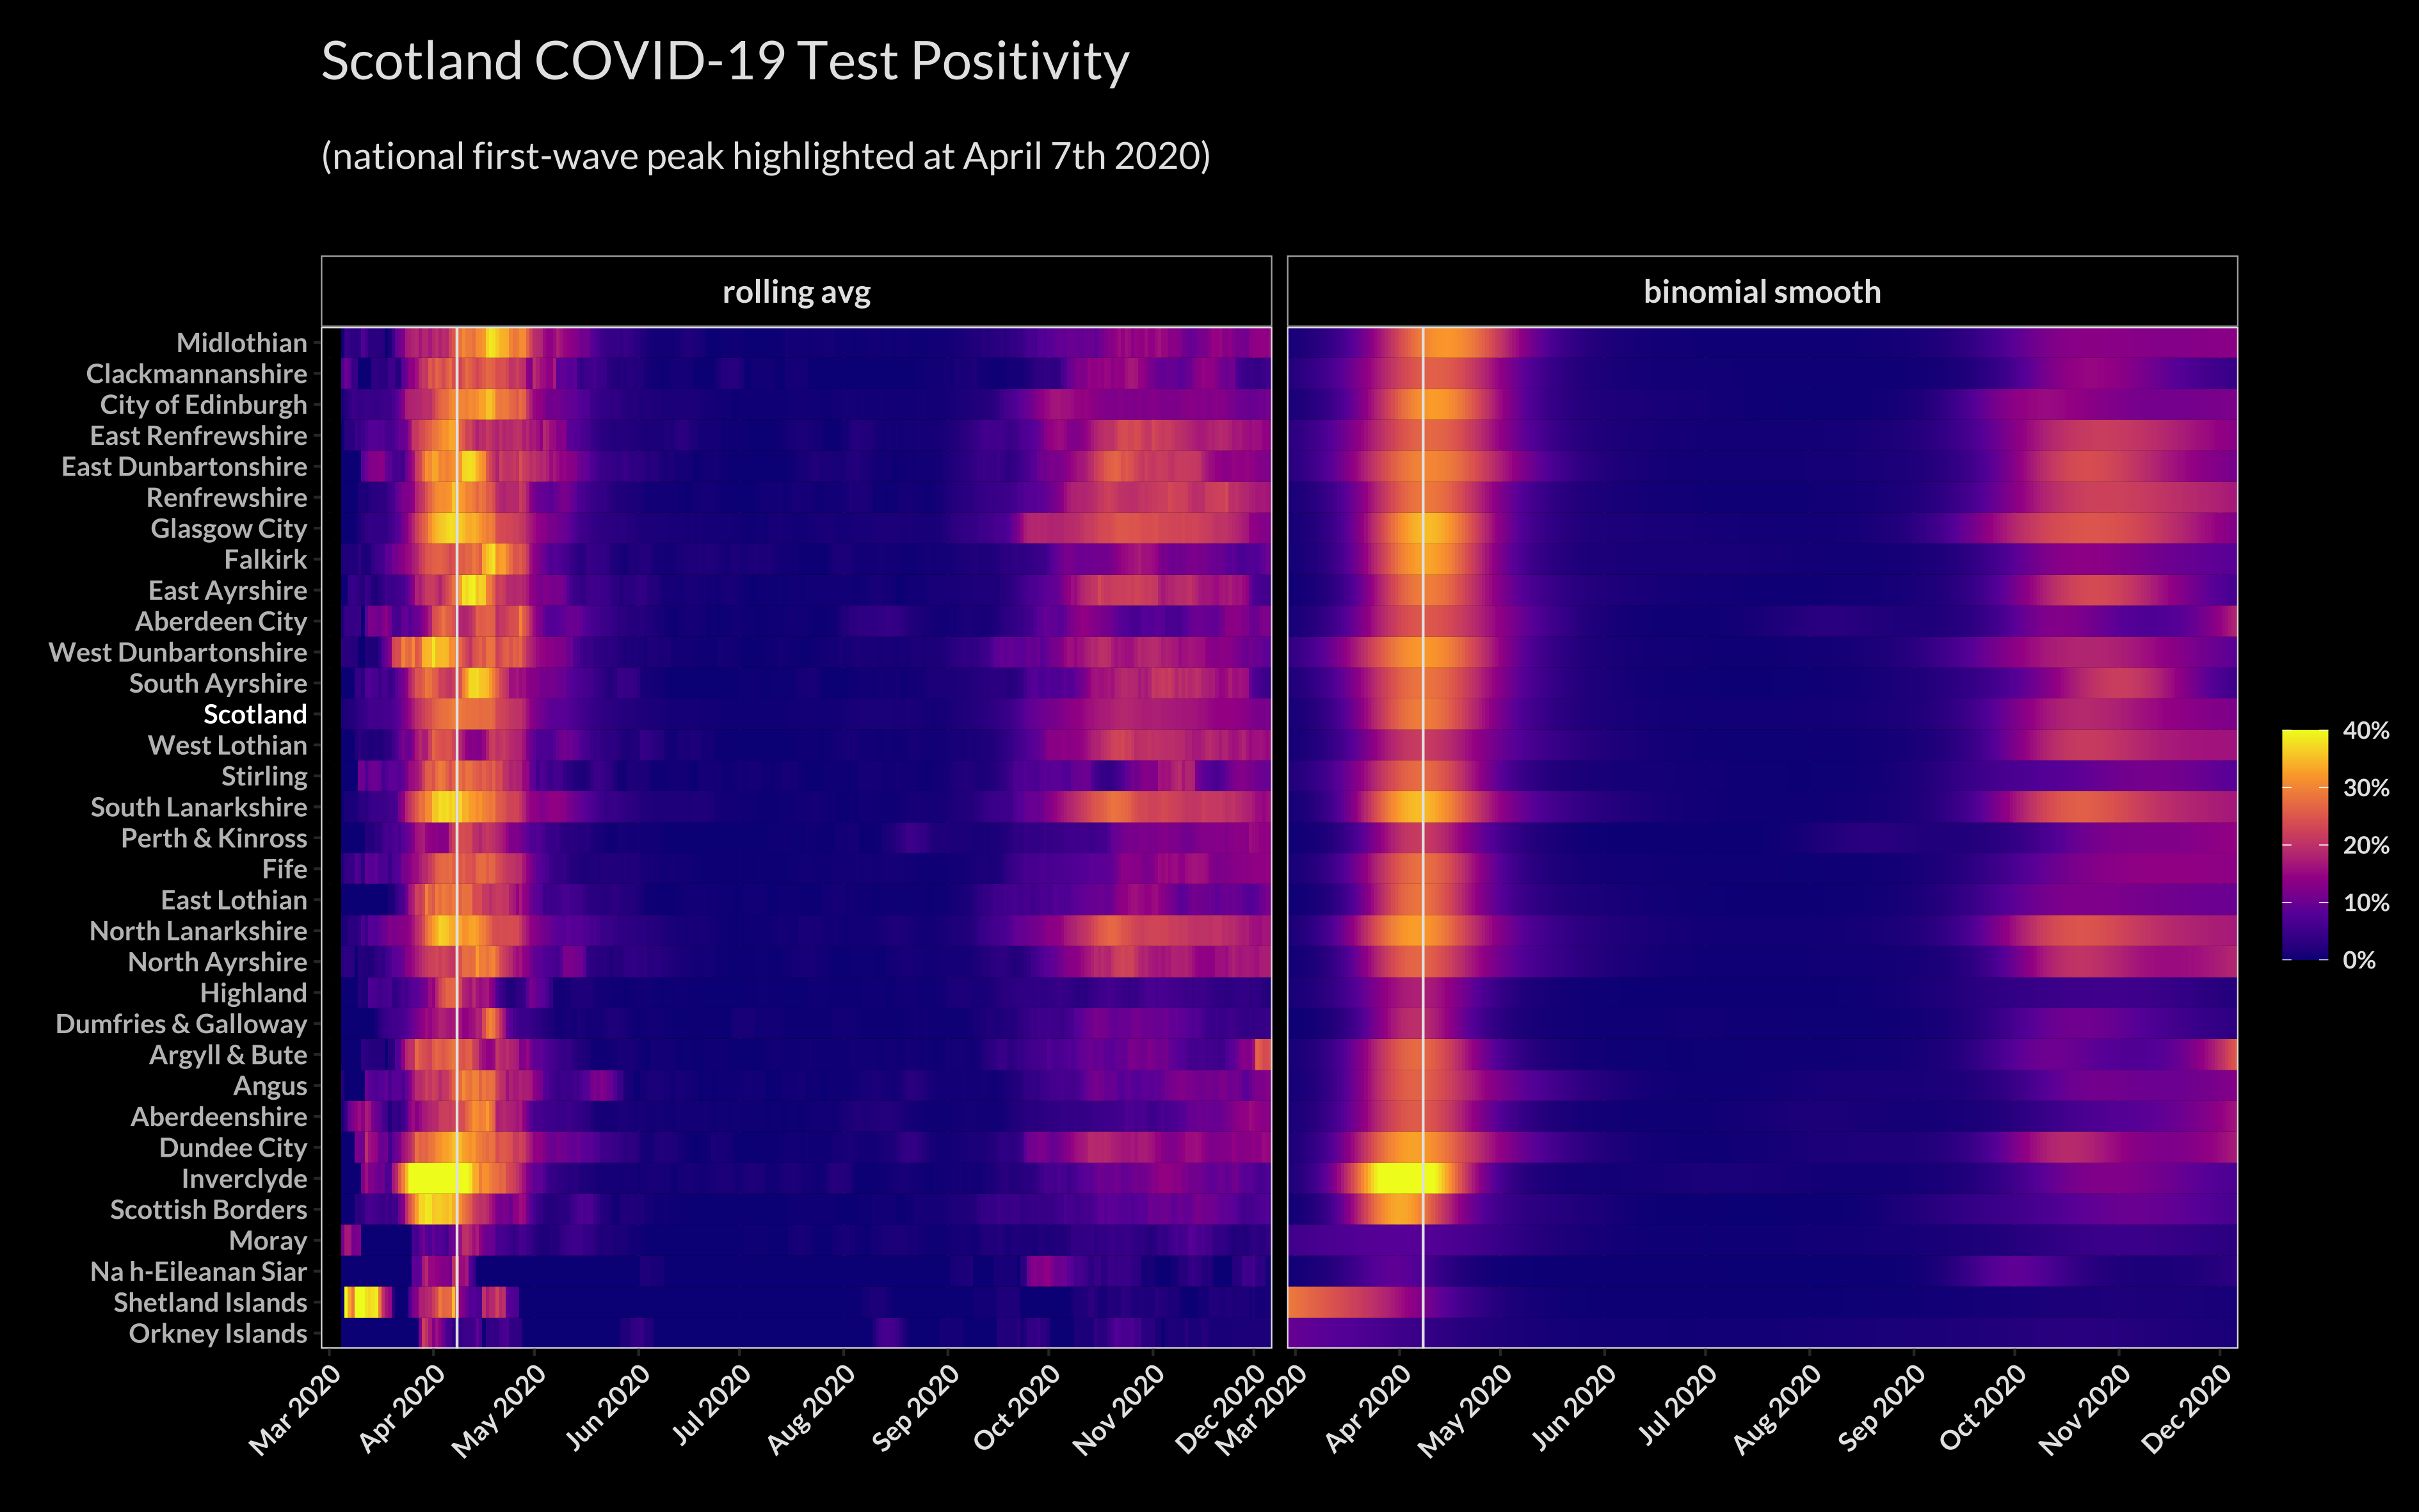 Scotland COVID-19 Test Positivity
(national first-wave peak highlighted at April 7th 2020)
rolling avg
binomial smooth
Midlothian
Clackmannanshire
City of Edinburgh
East Renfrewshire
East Dunbartonshire
Renfrewshire
Glasgow City
Falkirk
East Ayrshire
Aberdeen City
West Dunbartonshire
South Ayrshire
Scotland
West Lothian
Stirling
South Lanarkshire
Perth & Kinross
Fife
East Lothian
North Lanarkshire
North Ayrshire
Highland
Dumfries & Galloway
Argyll & Bute
Angus
Aberdeenshire
Dundee City
Inverclyde
Scottish Borders
Moray
Na h-Eileanan Siar
Shetland Islands
Orkney Islands
40%
30%
20%
10%
0%
Mar 2020
Apr 2020
May 2020
Jun 2020
Jul 2020
Aug 2020
Sep 2020
Oct 2020
Nov 2020
Dec 2020
Mar 2020
Apr 2020
May 2020
Jun 2020
Jul 2020
Aug 2020
Sep 2020
Oct 2020
Nov 2020
Dec 2020